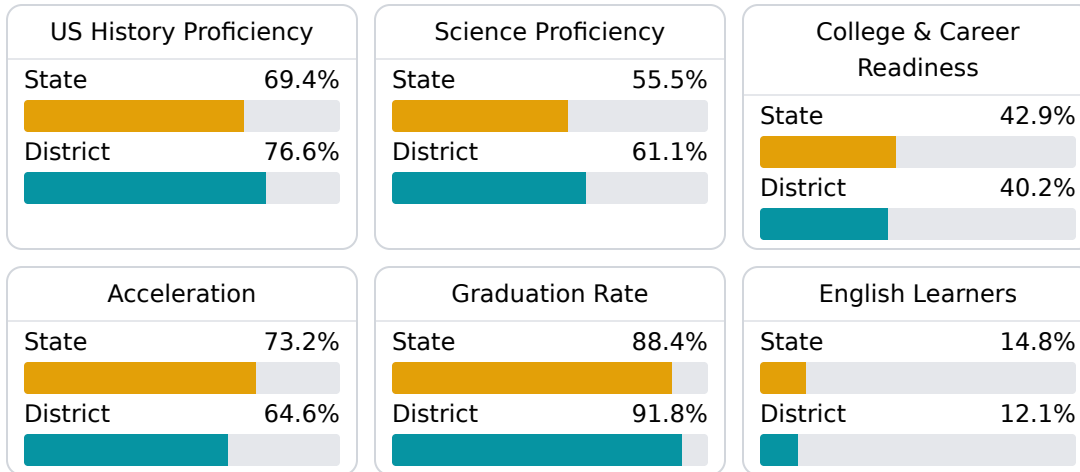 US History Proficiency
State 69.4%
District 76.6%
Science Proficiency
State 55.5%
District 61.1%
College & Career
Readiness
State 42.9%
District 40.2%
Acceleration
State 73.2%
District 64.6%
Graduation Rate
State 88.4%
District 91.8%
English Learners
State 14.8%
District 12.1%